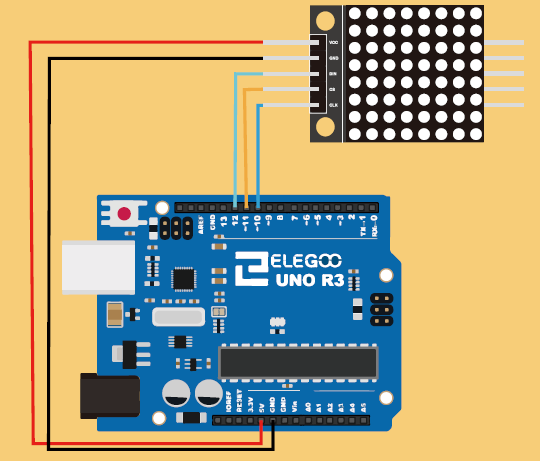 VCC
GND
DIN
CS
CLK
AREF
GND
13
12
~11
~10
~9
8
7
~6
~5
4
~3
2
TX→1
RX←0
ELEGOO
UNO R3
IOREF
RESET
3.3V
5V
GND
GND
Vin
A0
A1
A2
A3
A4
A5